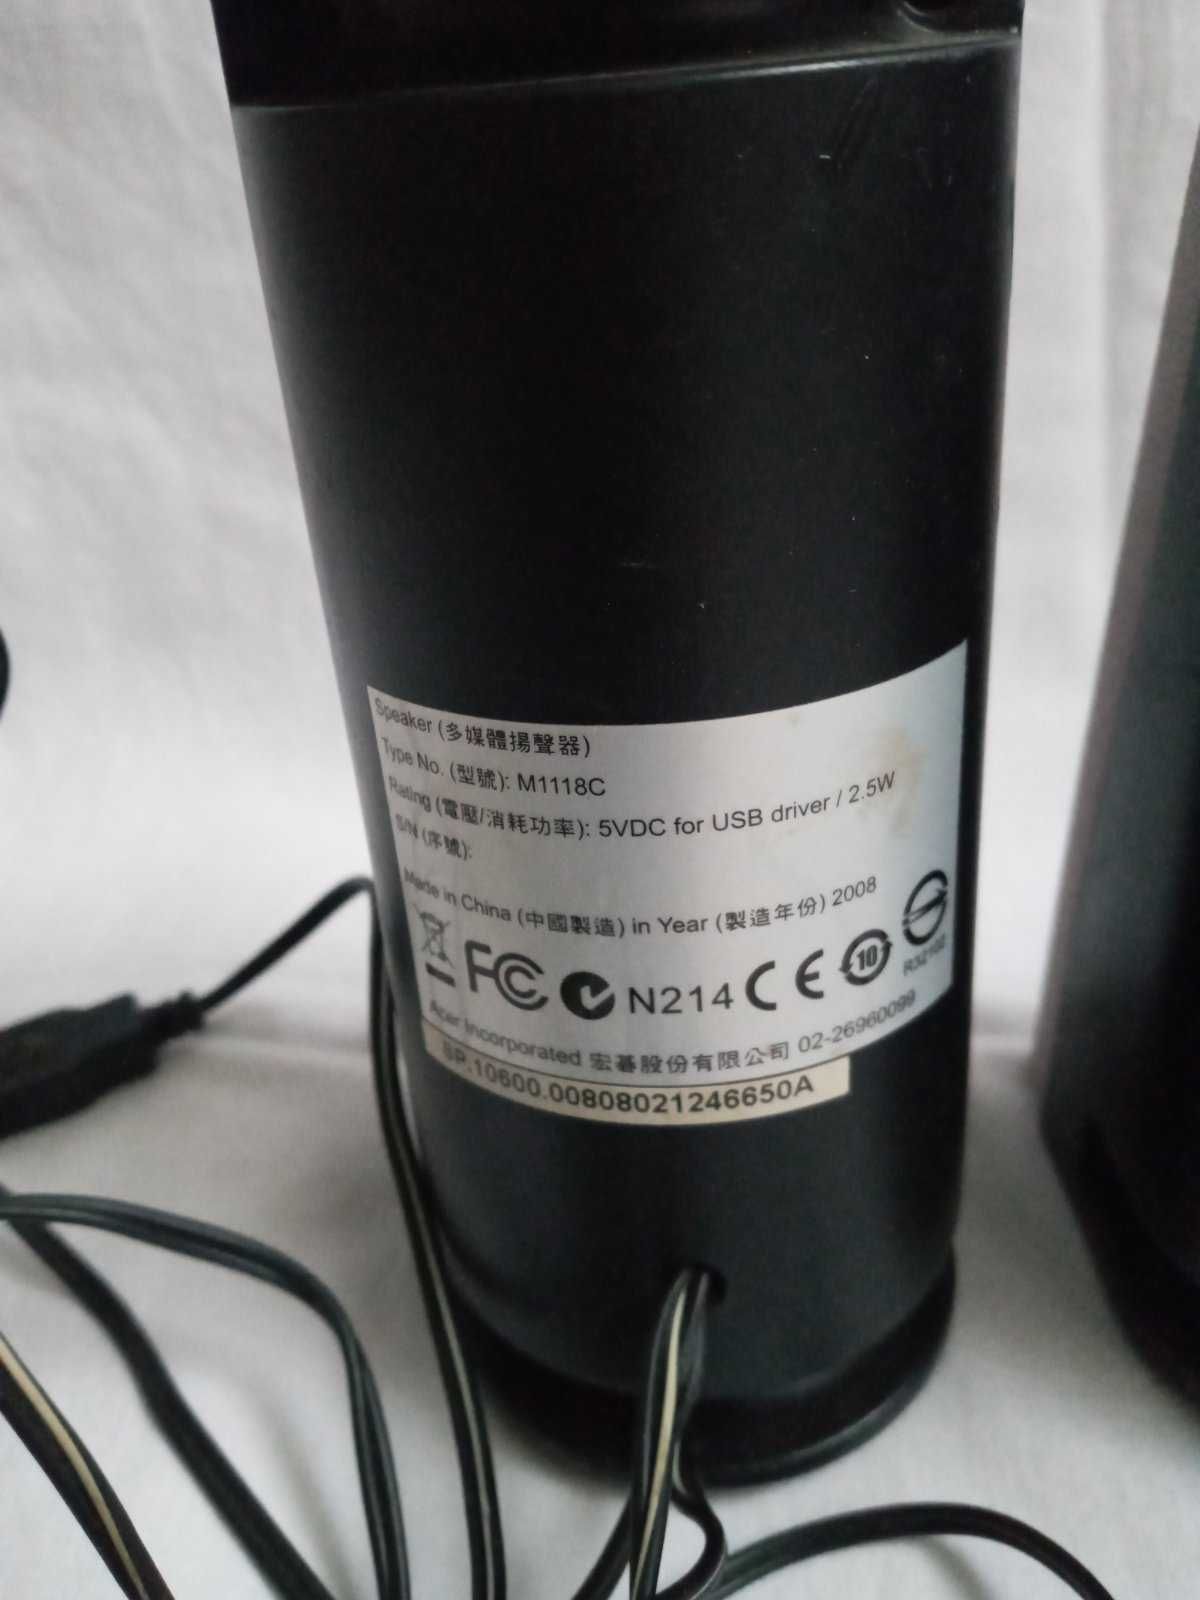 Speaker (多媒體揚聲器)
Type No. (型號): M1118C
Rating (電壓/消耗功率): 5VDC for USB driver / 2.5W
S/N (序號):
Made in China (中國製造) in Year (製造年份) 2008
FC N214 CE 10
R32102
Acer Incorporated 宏碁股份有限公司 02-26960099
SP.10600.00808021246650A